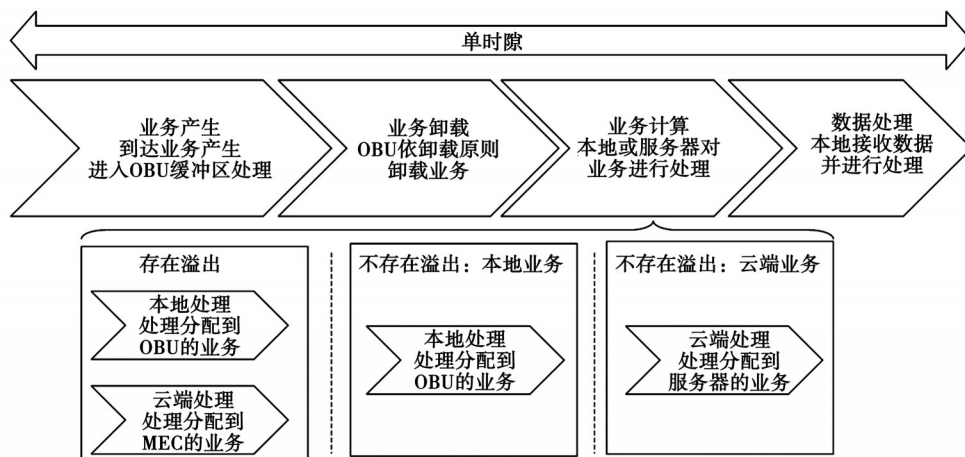 单时隙
业务产生
到达业务产生
进入OBU缓冲区处理
业务卸载
OBU依卸载原则
卸载业务
业务计算
本地或服务器对
业务进行处理
数据处理
本地接收数据
并进行处理
存在溢出
本地处理
处理分配到
OBU的业务
云端处理
处理分配到
MEC的业务
不存在溢出：本地业务
本地处理
处理分配到
OBU的业务
不存在溢出：云端业务
云端处理
处理分配到
服务器的业务